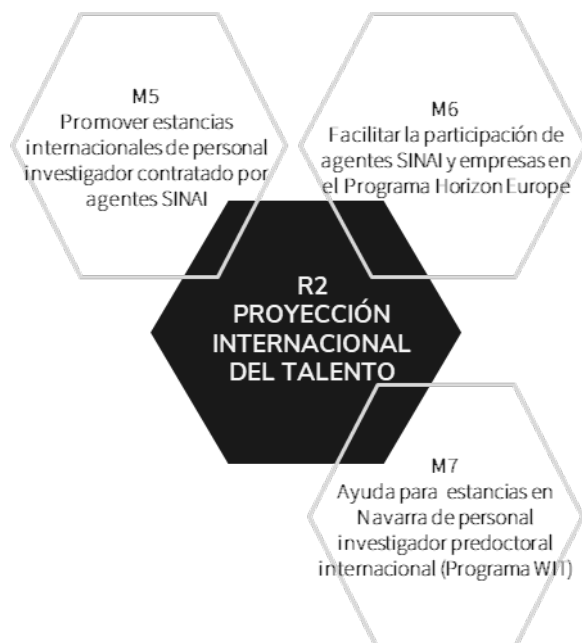 M5
Promover estancias
internacionales de personal
investigador contratado por
agentes SINAI
M6
Facilitar la participación de
agentes SINAI y empresas en
el Programa Horizon Europe
R2
PROYECCIÓN
INTERNACIONAL
DEL TALENTO
M7
Ayuda para estancias en
Navarra de personal
investigador predoctoral
internacional (Programa WIT)